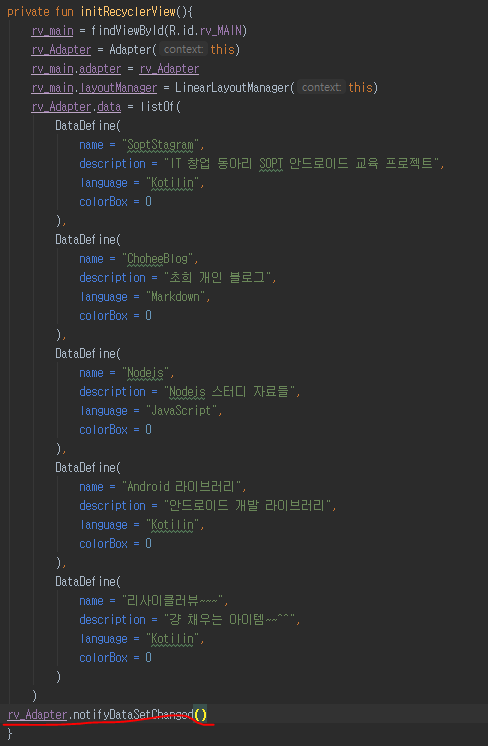 private fun initRecyclerView(){
rv_main = findViewById(R.id.rv_MAIN)
rv_Adapter = Adapter( context: this)
rv_main.adapter = rv_Adapter
rv_main.layoutManager = LinearLayoutManager( context: this)
rv_Adapter.data = listOf(
DataDefine(
name = "SoptStagram",
description = "IT 창업 동아리 SOPT 안드로이드 교육 프로젝트",
language = "Kotilin",
colorBox = 0
),
DataDefine(
name = "ChoheeBlog",
description = "초희 개인 블로그",
language = "Markdown",
colorBox = 0
),
DataDefine(
name = "Nodejs",
description = "Nodejs 스터디 자료들",
language = "JavaScript",
colorBox = 0
),
DataDefine(
name = "Android 라이브러리",
description = "안드로이드 개발 라이브러리",
language = "Kotilin",
colorBox = 0
),
DataDefine(
name = "리사이클러뷰~~~",
description = "걍 채우는 아이템~~^^",
language = "Kotilin",
colorBox = 0
)
)
rv_Adapter.notifyDataSetChanged()
}